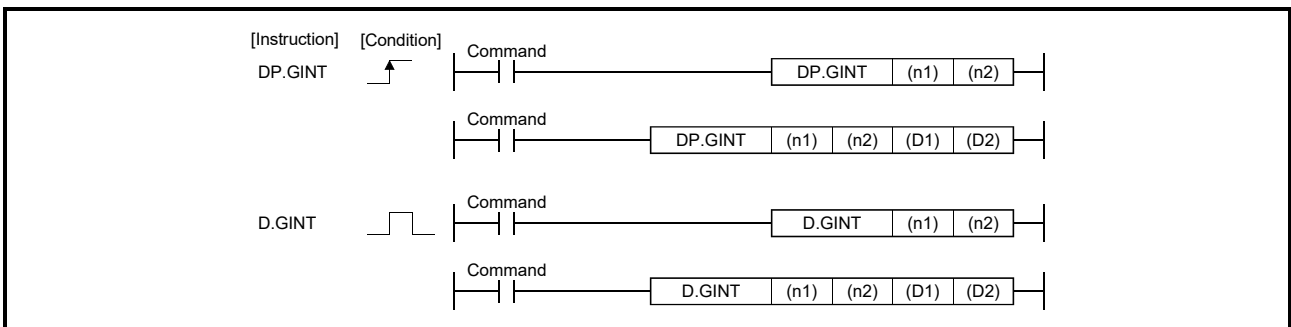 [Instruction] [Condition]
Command
DP.GINT DP.GINT (n1) (n2)
Command
DP.GINT (n1) (n2) (D1) (D2)
Command
D.GINT D.GINT (n1) (n2)
Command
D.GINT (n1) (n2) (D1) (D2)